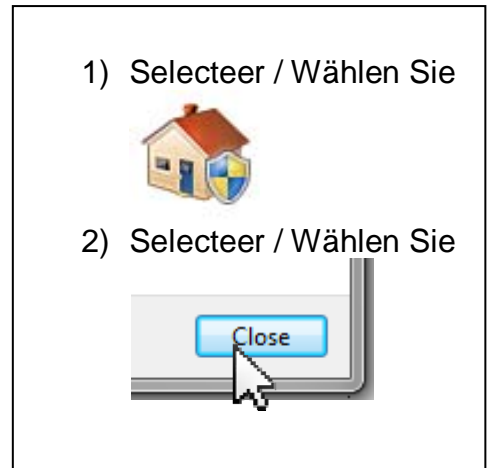 1) Selecteer / Wählen Sie
2) Selecteer / Wählen Sie
Close